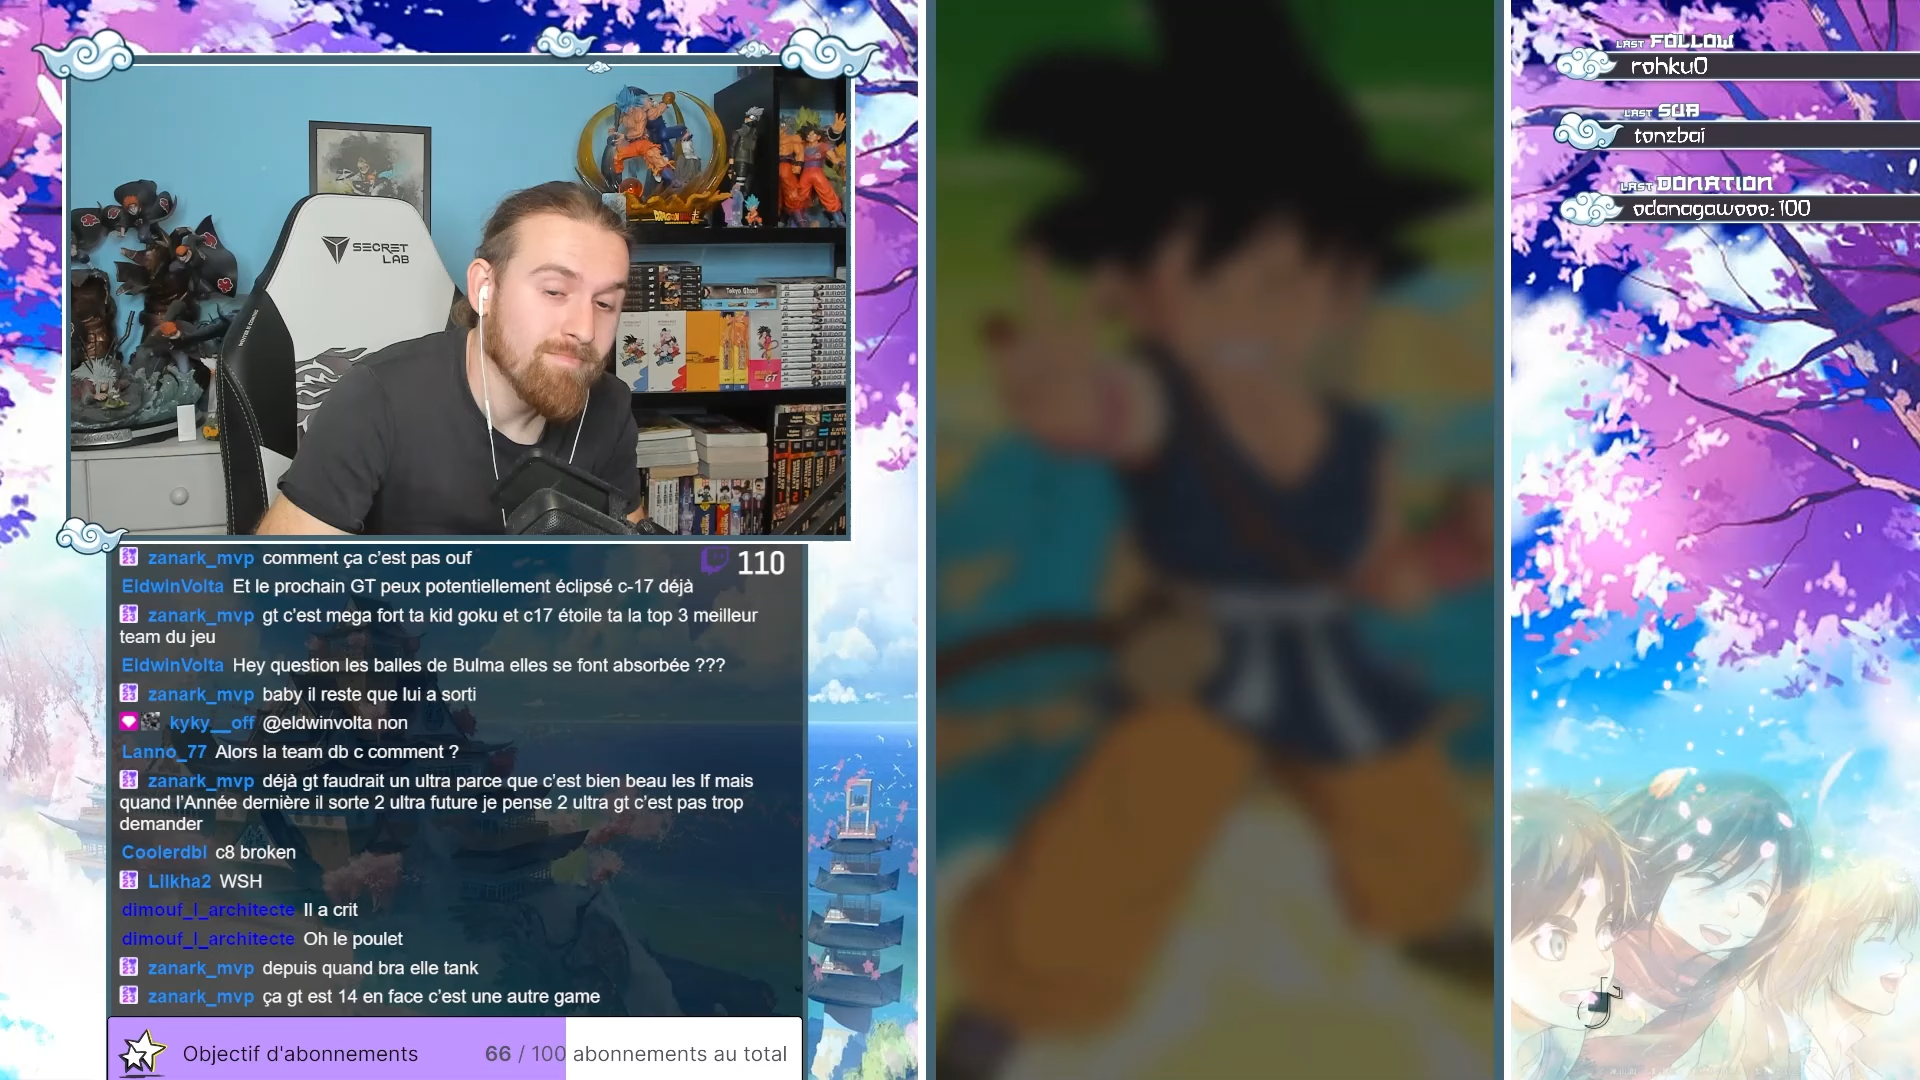 SECRET
LAB
Tokyo Ghoul
GT
zanark_mvp comment ça c’est pas ouf
110
EldwinVolta Et le prochain GT peux potentiellement éclipsé c-17 déjà
zanark_mvp gt c’est mega fort ta kid goku et c17 étoile ta la top 3 meilleur
team du jeu
EldwinVolta Hey question les balles de Bulma elles se font absorbée ???
zanark_mvp baby il reste que lui a sorti
kyky__off @eldwinvolta non
Lanno_77 Alors la team db c comment ?
zanark_mvp déjà gt faudrait un ultra parce que c’est bien beau les lf mais
quand l’Année dernière il sorte 2 ultra future je pense 2 ultra gt c’est pas trop
demander
Coolerdbl c8 broken
Lilkha2 WSH
dimouf_l_architecte Il a crit
dimouf_l_architecte Oh le poulet
zanark_mvp depuis quand bra elle tank
zanark_mvp ça gt est 14 en face c’est une autre game
Objectif d'abonnements 66 / 100 abonnements au total
LAST FOLLOW
rohku0
LAST SUB
tonzbai
LAST DONATION
odanagawooo: 100